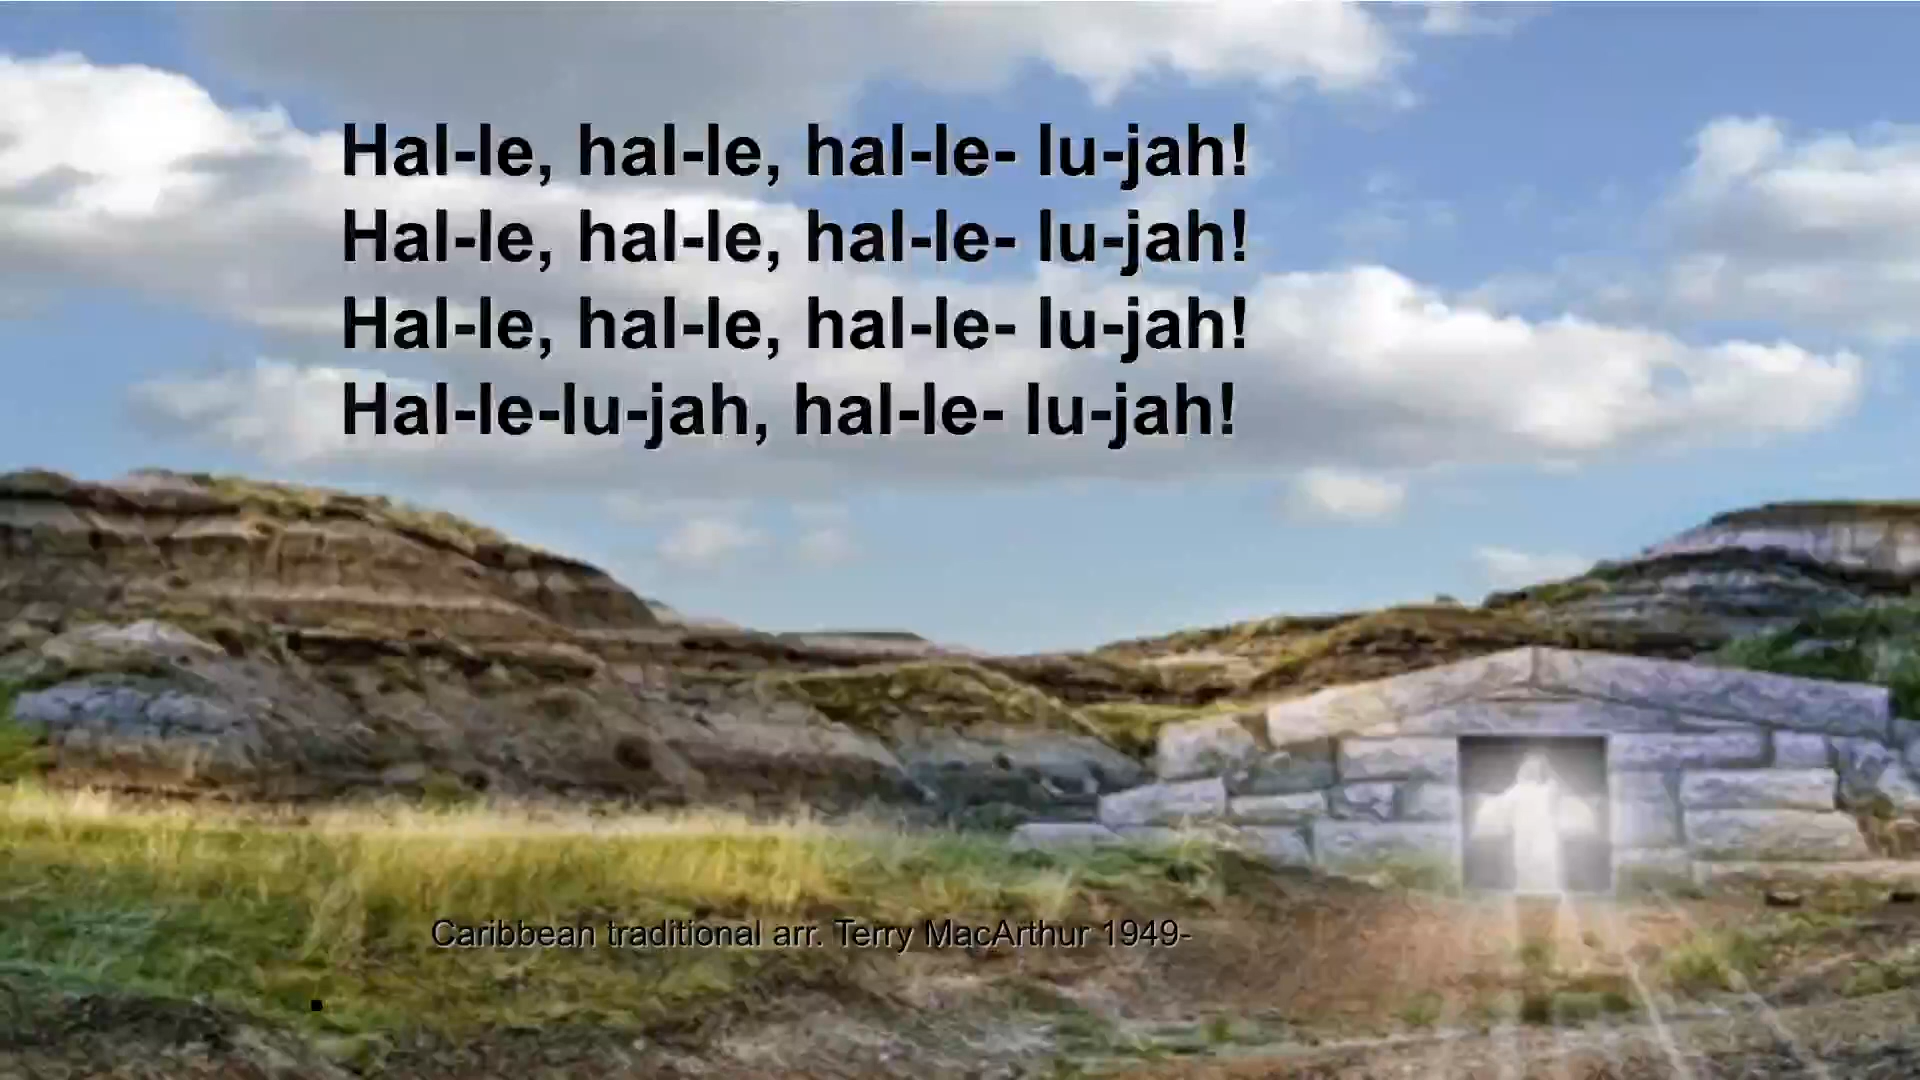 Hal-le, hal-le, hal-le- lu-jah!
Hal-le, hal-le, hal-le- lu-jah!
Hal-le, hal-le, hal-le- lu-jah!
Hal-le-lu-jah, hal-le- lu-jah!
Caribbean traditional arr. Terry MacArthur 1949-